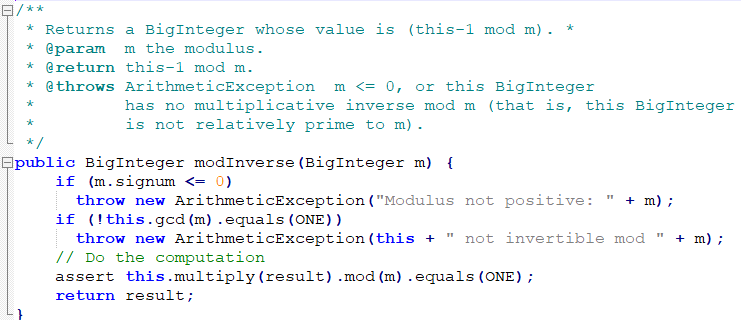 /**
 * Returns a BigInteger whose value is (this-1 mod m). *
 * @param  m the modulus.
 * @return this-1 mod m.
 * @throws ArithmeticException  m <= 0, or this BigInteger
 *         has no multiplicative inverse mod m (that is, this BigInteger
 *         is not relatively prime to m).
 */
public BigInteger modInverse(BigInteger m) {
    if (m.signum <= 0)
      throw new ArithmeticException("Modulus not positive: " + m);
    if (!this.gcd(m).equals(ONE))
      throw new ArithmeticException(this + " not invertible mod " + m);
    // Do the computation
    assert this.multiply(result).mod(m).equals(ONE);
    return result;
}